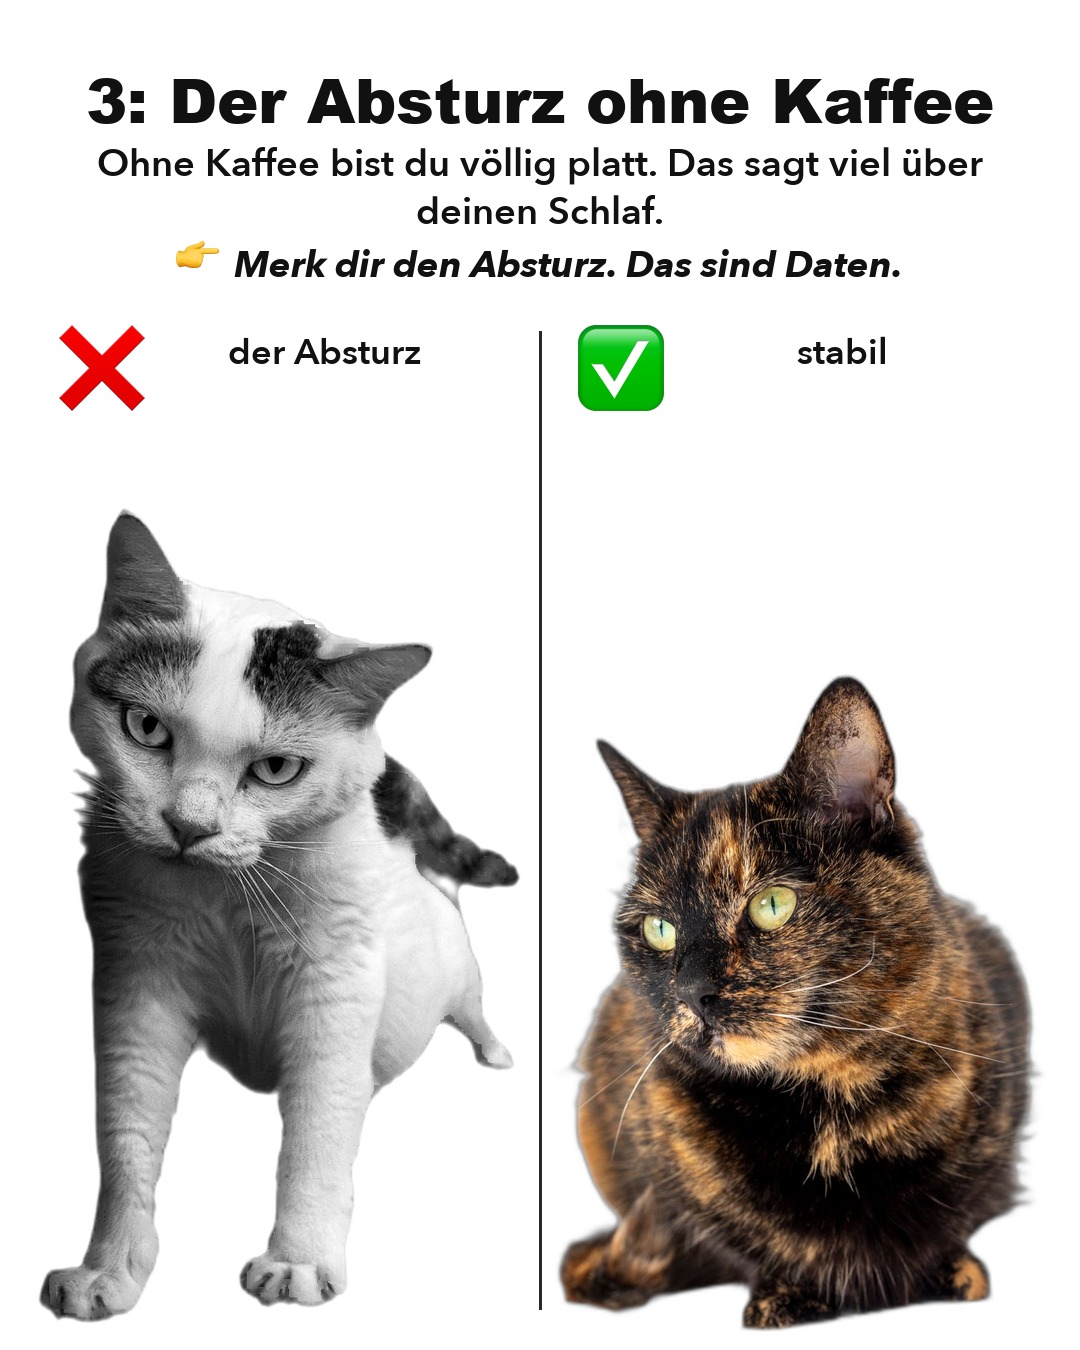 3: Der Absturz ohne Kaffee
Ohne Kaffee bist du völlig platt. Das sagt viel über
deinen Schlaf.
👉 Merk dir den Absturz. Das sind Daten.
❌ der Absturz
✅ stabil